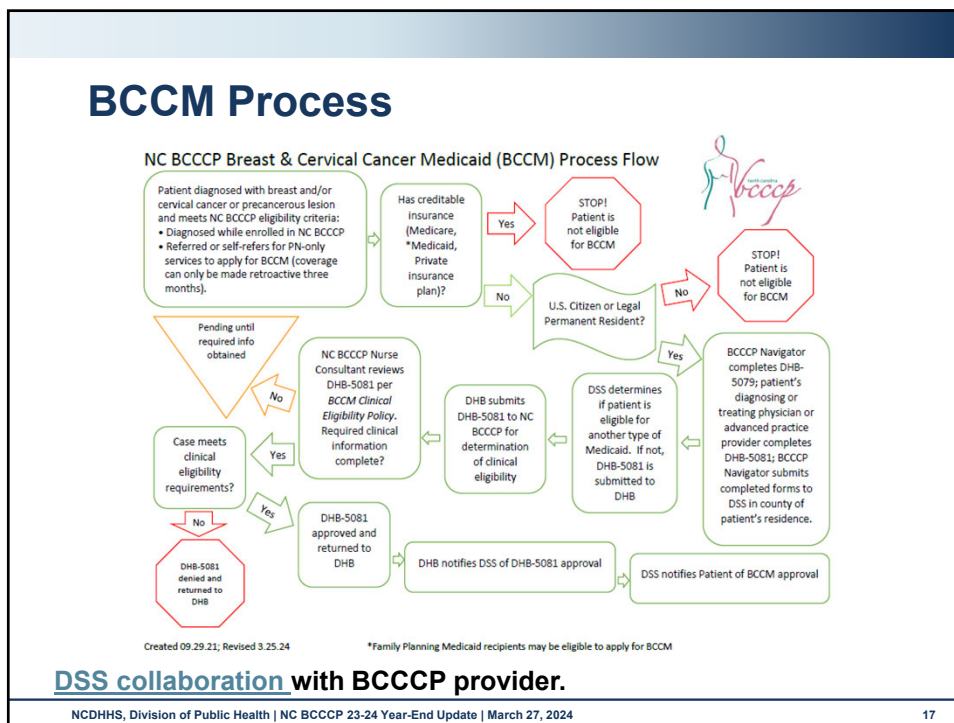 BCCM Process
NC BCCCP Breast & Cervical Cancer Medicaid (BCCM) Process Flow
north carolina
bcccp
Patient diagnosed with breast and/or
cervical cancer or precancerous lesion
and meets NC BCCCP eligibility criteria:
• Diagnosed while enrolled in NC BCCCP
• Referred or self-refers for PN-only
services to apply for BCCM (coverage
can only be made retroactive three
months).
Has creditable
insurance
(Medicare,
*Medicaid,
Private
insurance
plan)?
Yes
STOP!
Patient is
not eligible
for BCCM
No
U.S. Citizen or Legal
Permanent Resident?
No
STOP!
Patient is
not eligible
for BCCM
Yes
BCCCP Navigator
completes DHB-
5079; patient's
diagnosing or
treating physician or
advanced practice
provider completes
DHB-5081; BCCCP
Navigator submits
completed forms to
DSS in county of
patient's residence.
DSS determines
if patient is
eligible for
another type of
Medicaid. If not,
DHB-5081 is
submitted to
DHB
DHB submits
DHB-5081 to NC
BCCCP for
determination
of clinical
eligibility
NC BCCCP Nurse
Consultant reviews
DHB-5081 per
BCCM Clinical
Eligibility Policy.
Required clinical
information
complete?
No
Pending until
required info
obtained
Yes
Case meets
clinical
eligibility
requirements?
No
DHB-5081
denied and
returned to
DHB
Yes
DHB-5081
approved and
returned to
DHB
DHB notifies DSS of DHB-5081 approval
DSS notifies Patient of BCCM approval
Created 09.29.21; Revised 3.25.24
*Family Planning Medicaid recipients may be eligible to apply for BCCM
DSS collaboration with BCCCP provider.
NCDHHS, Division of Public Health | NC BCCCP 23-24 Year-End Update | March 27, 2024
17